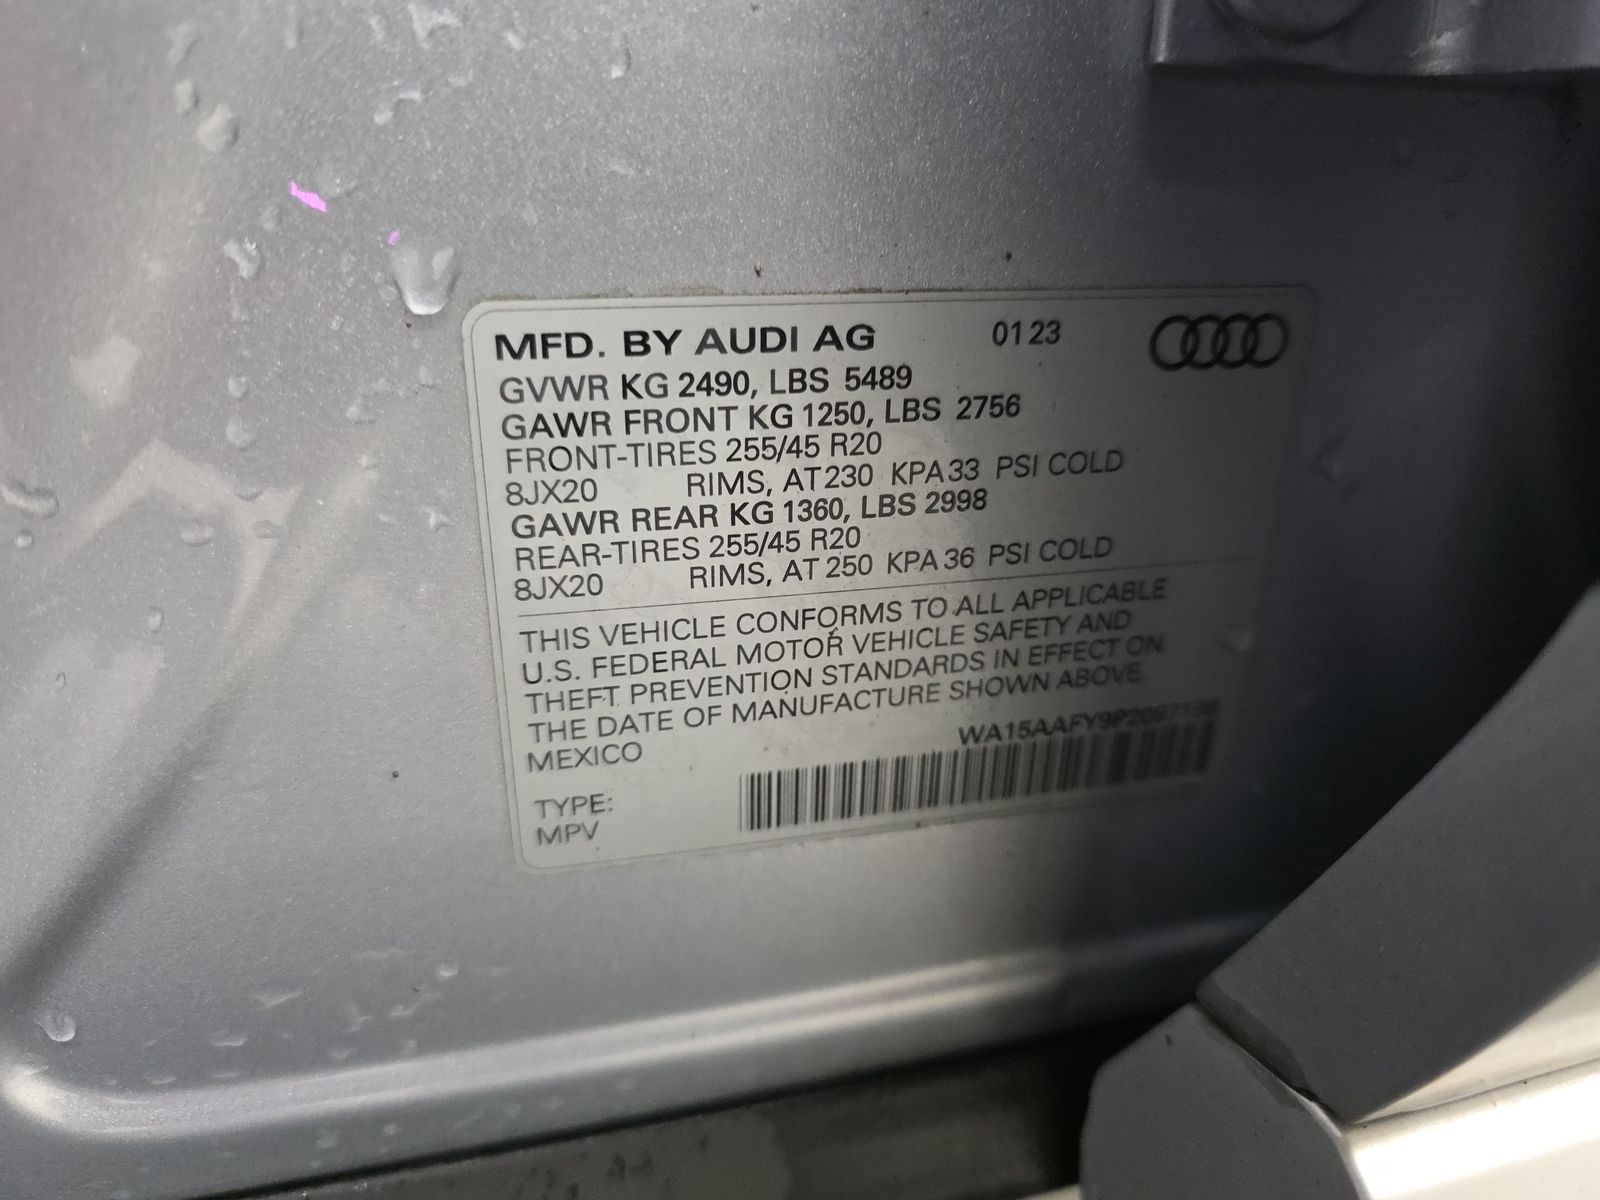 MFD. BY AUDI AG 01 23
GVWR KG 2490, LBS 5489
GAWR FRONT KG 1250, LBS 2756
FRONT-TIRES 255/45 R20
8JX20 RIMS, AT 230 KPA 33 PSI COLD
GAWR REAR KG 1360, LBS 2998
REAR-TIRES 255/45 R20
8JX20 RIMS, AT 250 KPA 36 PSI COLD
THIS VEHICLE CONFORMS TO ALL APPLICABLE
U.S. FEDERAL MOTOR VEHICLE SAFETY AND
THEFT PREVENTION STANDARDS IN EFFECT ON
THE DATE OF MANUFACTURE SHOWN ABOVE.
MEXICO
TYPE:
MPV